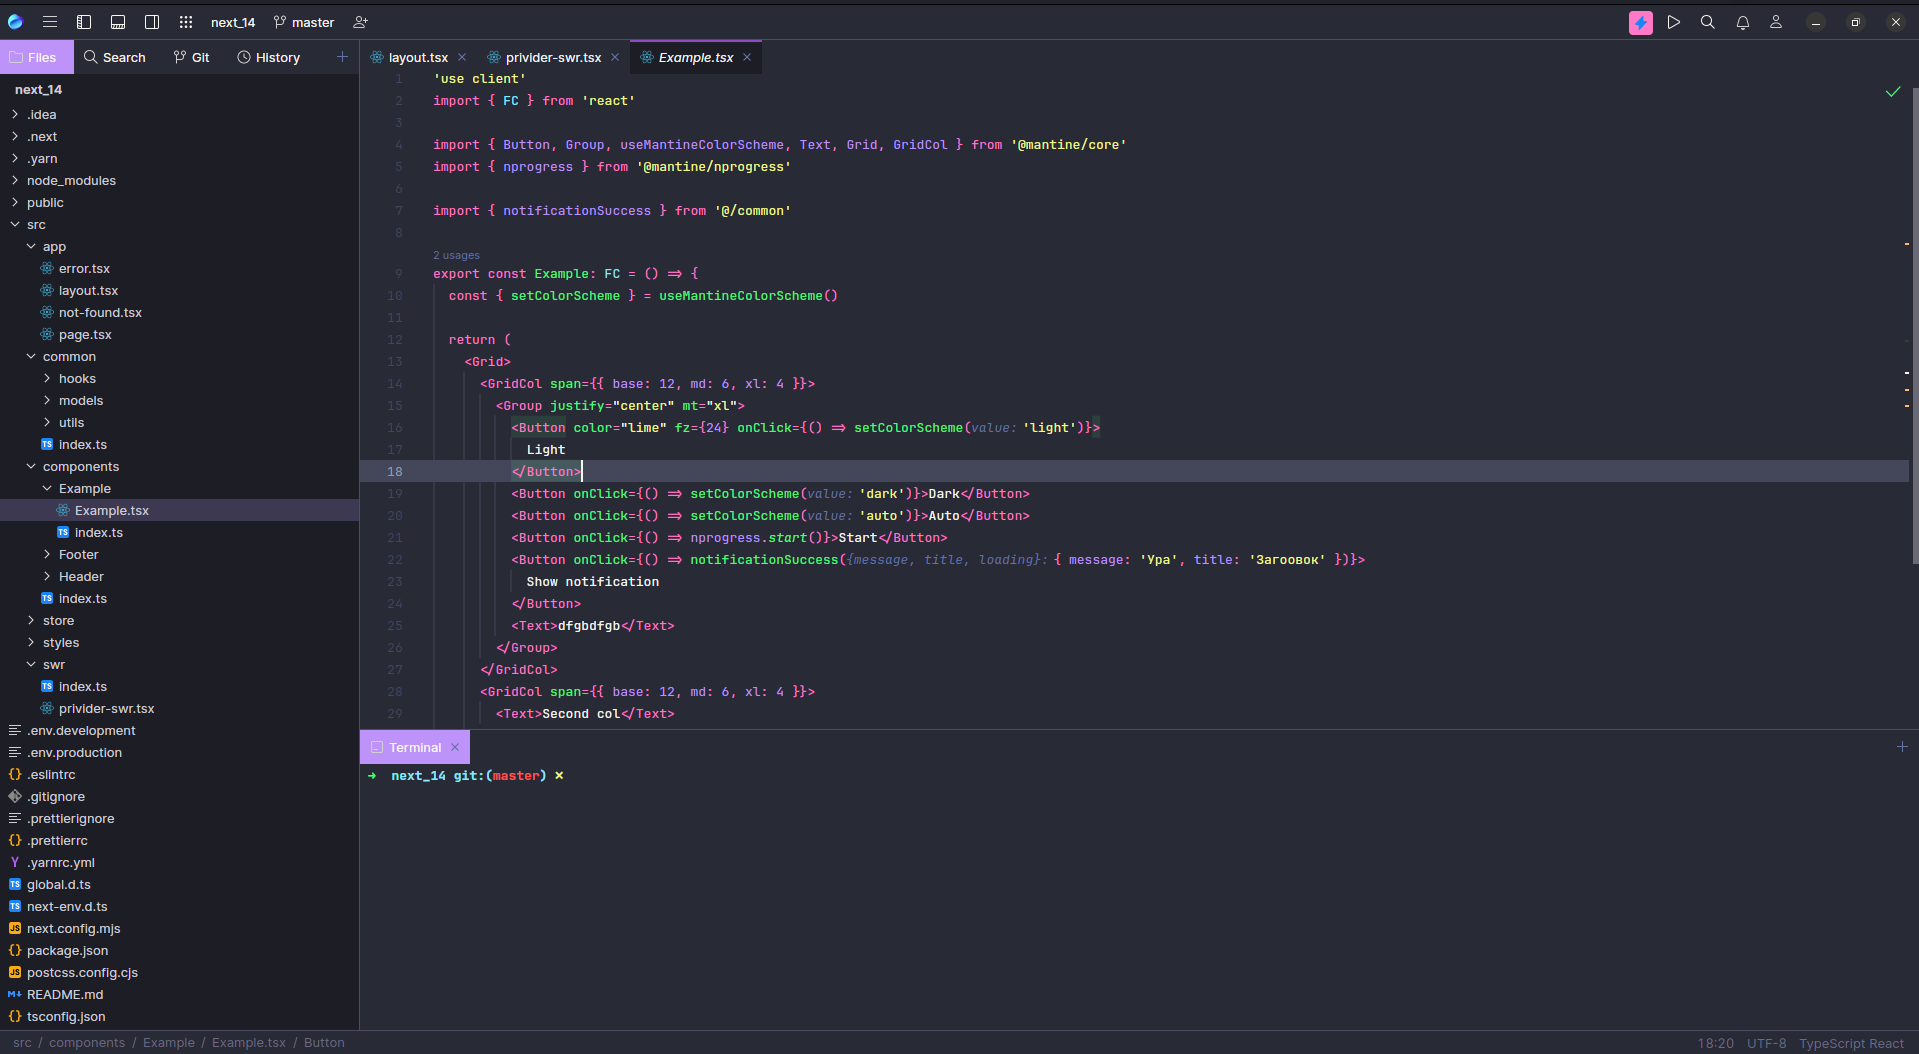 next_14 master
Files Search Git History
next_14
.idea
.next
.yarn
node_modules
public
src
app
error.tsx
layout.tsx
not-found.tsx
page.tsx
common
hooks
models
utils
TS index.ts
components
Example
Example.tsx
TS index.ts
Footer
Header
TS index.ts
store
styles
swr
TS index.ts
privider-swr.tsx
.env.development
.env.production
{} .eslintrc
.gitignore
.prettierignore
{} .prettierrc
Y .yarnrc.yml
TS global.d.ts
TS next-env.d.ts
JS next.config.mjs
{} package.json
JS postcss.config.cjs
M↓ README.md
{} tsconfig.json
layout.tsx privider-swr.tsx Example.tsx
1 'use client'
2 import { FC } from 'react'
3
4 import { Button, Group, useMantineColorScheme, Text, Grid, GridCol } from '@mantine/core'
5 import { nprogress } from '@mantine/nprogress'
6
7 import { notificationSuccess } from '@/common'
8
2 usages
9 export const Example: FC = () => {
10 const { setColorScheme } = useMantineColorScheme()
11
12 return (
13 <Grid>
14 <GridCol span={{ base: 12, md: 6, xl: 4 }}>
15 <Group justify="center" mt="xl">
16 <Button color="lime" fz={24} onClick={() => setColorScheme(value: 'light')}>
17 Light
18 </Button>
19 <Button onClick={() => setColorScheme(value: 'dark')}>Dark</Button>
20 <Button onClick={() => setColorScheme(value: 'auto')}>Auto</Button>
21 <Button onClick={() => nprogress.start()}>Start</Button>
22 <Button onClick={() => notificationSuccess({message, title, loading}: { message: 'Ура', title: 'Загоовок' })}>
23 Show notification
24 </Button>
25 <Text>dfgbdfgb</Text>
26 </Group>
27 </GridCol>
28 <GridCol span={{ base: 12, md: 6, xl: 4 }}>
29 <Text>Second col</Text>
Terminal
➜ next_14 git:(master) ×
src / components / Example / Example.tsx / Button
18:20 UTF-8 TypeScript React